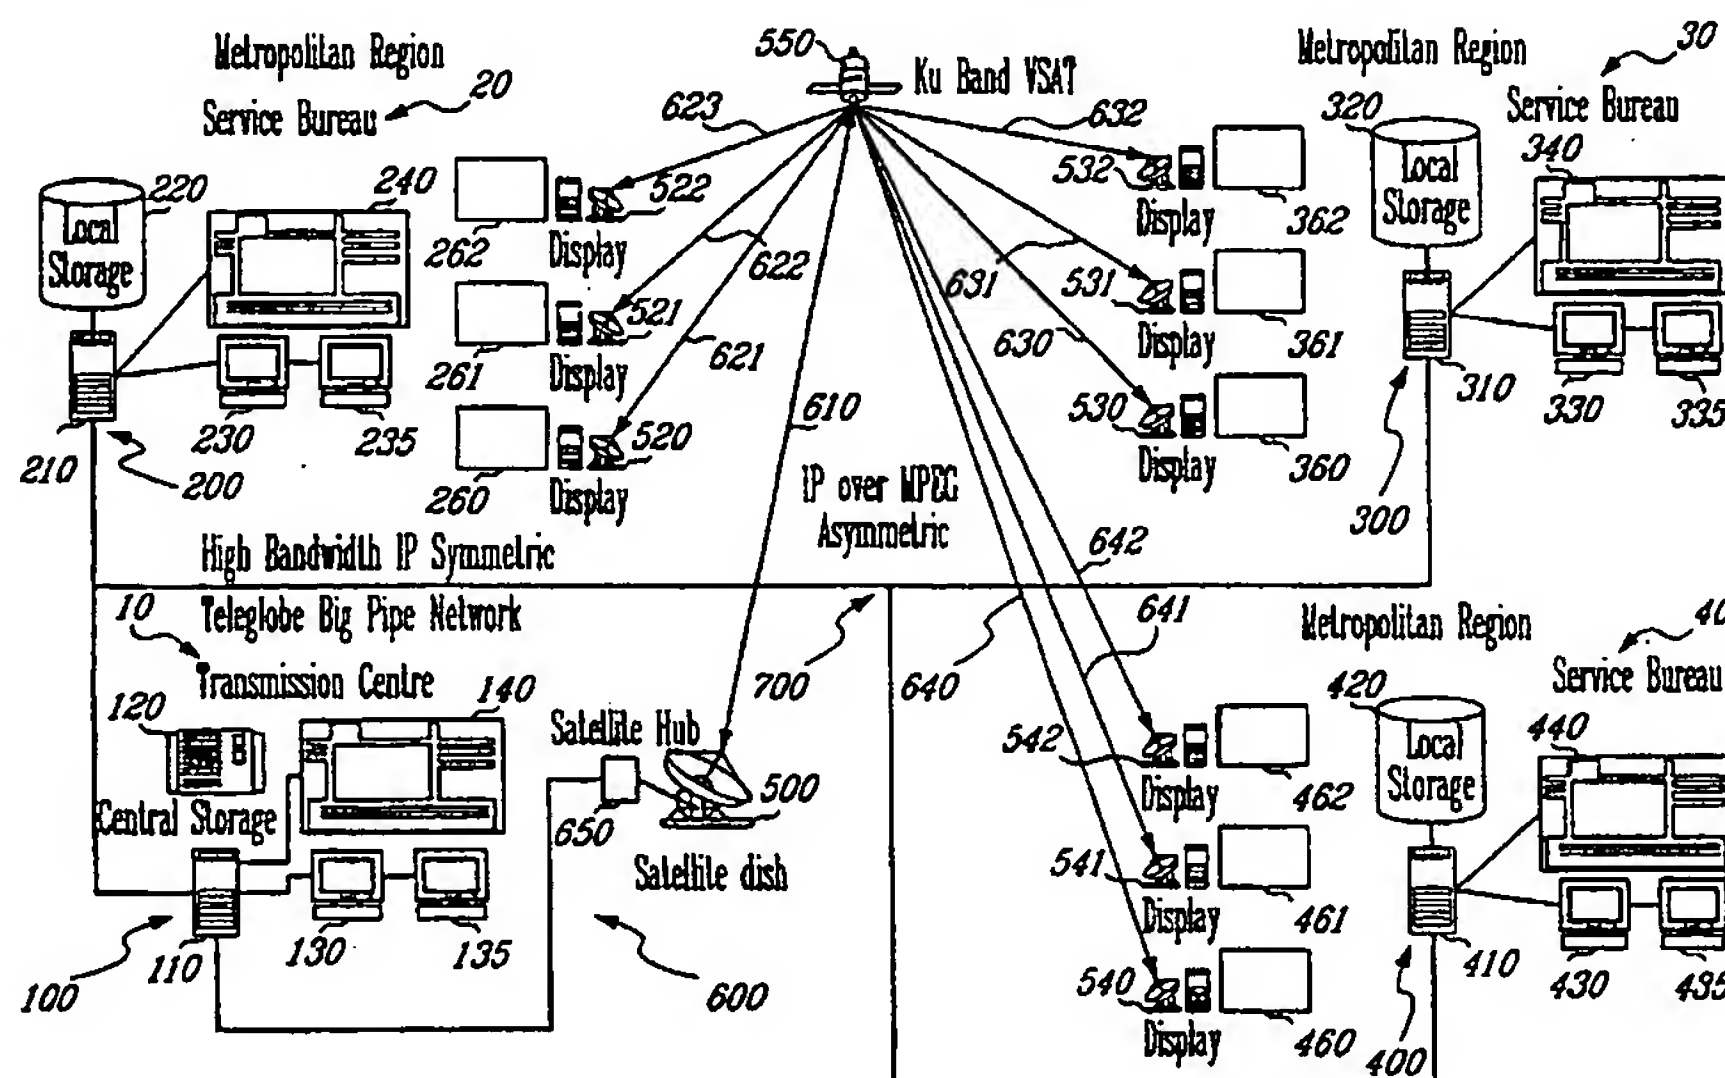 Metropolitan Region
Service Bureau
20
220
Local
Storage
240
210
200
230
235
550
Ku Band VSAT
623
622
621
610
262
522
Display
261
521
Display
260
520
Display
632
631
630
532
362
Display
531
361
Display
530
360
Display
Metropolitan Region
30
Service Bureau
320
Local
Storage
340
310
300
330
335
IP over MPEG
Asymmetric
High Bandwidth IP Symmetric
Teleglobe Big Pipe Network
10
Transmission Centre
120
Central Storage
140
100
110
130
135
Satellite Hub
650
500
Satellite dish
600
700
640
641
642
542
462
Display
541
461
Display
540
460
Display
Metropolitan Region
40
Service Bureau
420
Local
Storage
440
410
400
430
435